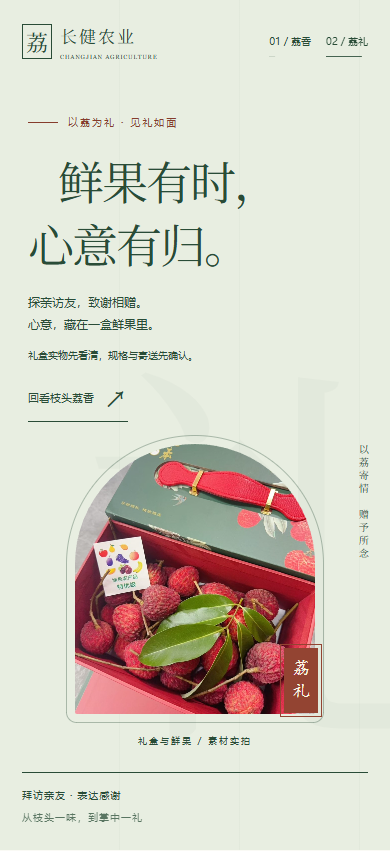 荔
长健农业
CHANGJIAN AGRICULTURE
01 / 荔香
02 / 荔礼
以荔为礼 · 见礼如面
鲜果有时，
心意有归。
探亲访友，致谢相赠。
心意，藏在一盒鲜果里。
礼盒实物先看清，规格与寄送先确认。
回看枝头荔香
以荔寄情 赠予所念
荔礼
礼盒与鲜果 / 素材实拍
拜访亲友 · 表达感谢
从枝头一味，到掌中一礼